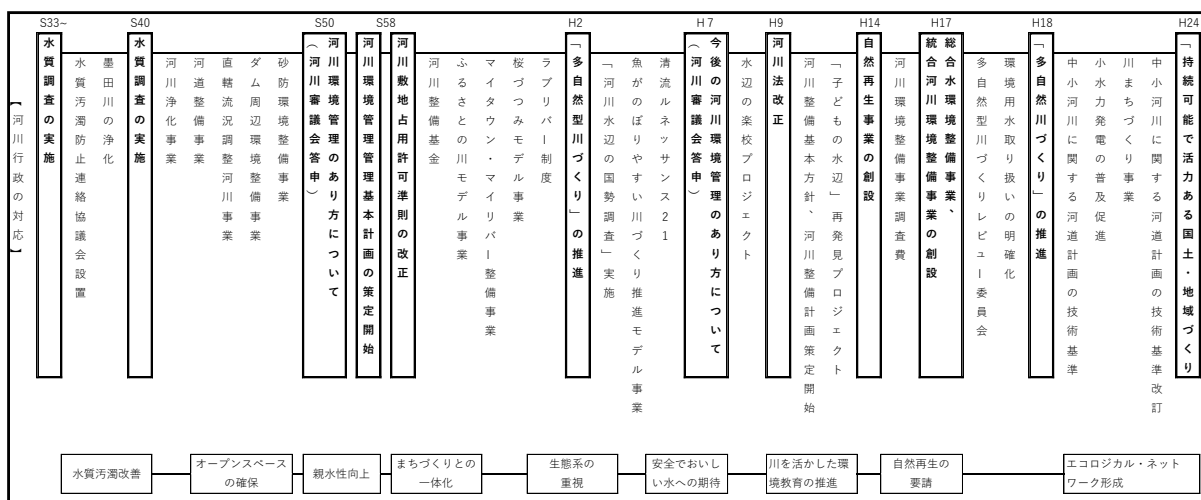 S33~
S40
S50
S58
H2
H 7
H9
H14
H17
H18
H24
【河川行政の対応】
水質調査の実施
水質汚濁防止連絡協議会設置
墨田川の浄化
水質調査の実施
河川浄化事業
河道整備事業
直轄流況調整河川事業
ダム周辺環境整備事業
砂防環境整備事業
河川環境管理のあり方について
（河川審議会答申）
河川環境管理管理基本計画の策定開始
河川敷地占用許可準則の改正
河川整備基金
ふるさとの川モデル事業
マイタウン・マイリバー整備事業
桜づつみモデル事業
ラブリバー制度
「多自然型川づくり」の推進
「河川水辺の国勢調査」実施
魚がのぼりやすい川づくり推進モデル事業
清流ルネッサンス21
今後の河川環境管理のあり方について
（河川審議会答申）
水辺の楽校プロジェクト
河川法改正
河川整備基本方針、河川整備計画策定開始
「子どもの水辺」再発見プロジェクト
自然再生事業の創設
河川環境整備事業調査費
総合水環境整備事業、
統合河川環境整備事業の創設
多自然型川づくりレビュー委員会
環境用水取り扱いの明確化
「多自然川づくり」の推進
中小河川に関する河道計画の技術基準
小水力発電の普及促進
川まちづくり事業
中小河川に関する河道計画の技術基準改訂
「持続可能で活力ある国土・地域づくり
水質汚濁改善
オープンスペース
の確保
親水性向上
まちづくりとの
一体化
生態系の
重視
安全でおいし
い水への期待
川を活かした環
境教育の推進
自然再生の
要請
エコロジカル・ネット
ワーク形成